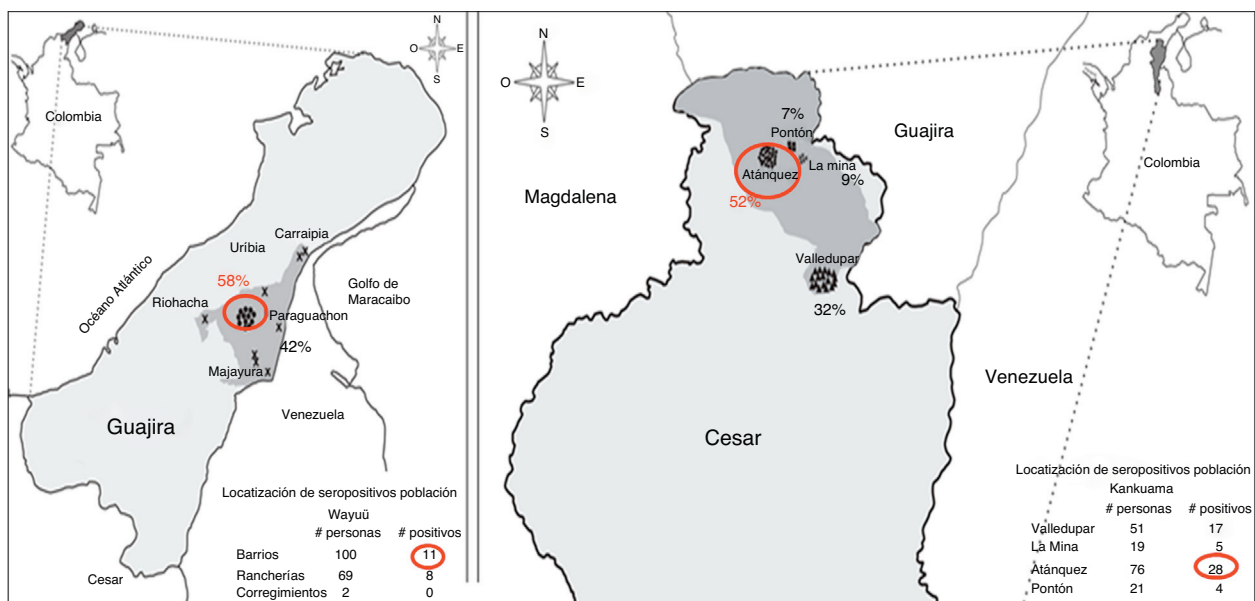 N
O
E
S
Colombia
Carraipia
Uríbia
58%
Océano Atlántico
Riohacha
Golfo de
Maracaibo
Paraguachon
42%
Majayura
Venezuela
Guajira
Locatización de seropositivos población
Wayuü
# personas # positivos
Barrios 100 11
Rancherías 69 8
Corregimientos 2 0
Cesar
N
O
E
S
7%
Pontón
Guajira
La mina
Atánquez
9%
52%
Magdalena
Colombia
Valledupar
32%
Venezuela
Cesar
Locatización de seropositivos población
Kankuama
# personas # positivos
Valledupar 51 17
La Mina 19 5
Atánquez 76 28
Pontón 21 4